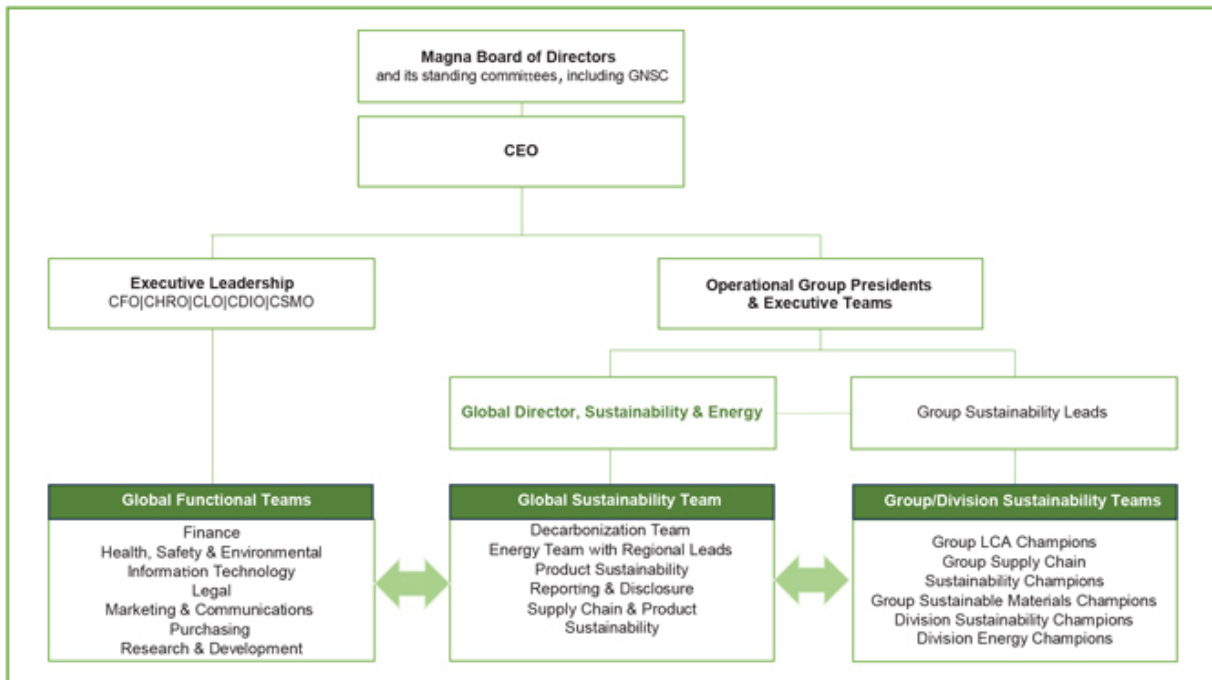 Magna Board of Directors
and its standing committees, including GNSC
CEO
Executive Leadership
CFO|CHRO|CLO|CDIO|CSMO
Operational Group Presidents
& Executive Teams
Global Director, Sustainability & Energy
Group Sustainability Leads
Global Functional Teams
Finance
Health, Safety & Environmental
Information Technology
Legal
Marketing & Communications
Purchasing
Research & Development
Global Sustainability Team
Decarbonization Team
Energy Team with Regional Leads
Product Sustainability
Reporting & Disclosure
Supply Chain & Product
Sustainability
Group/Division Sustainability Teams
Group LCA Champions
Group Supply Chain
Sustainability Champions
Group Sustainable Materials Champions
Division Sustainability Champions
Division Energy Champions